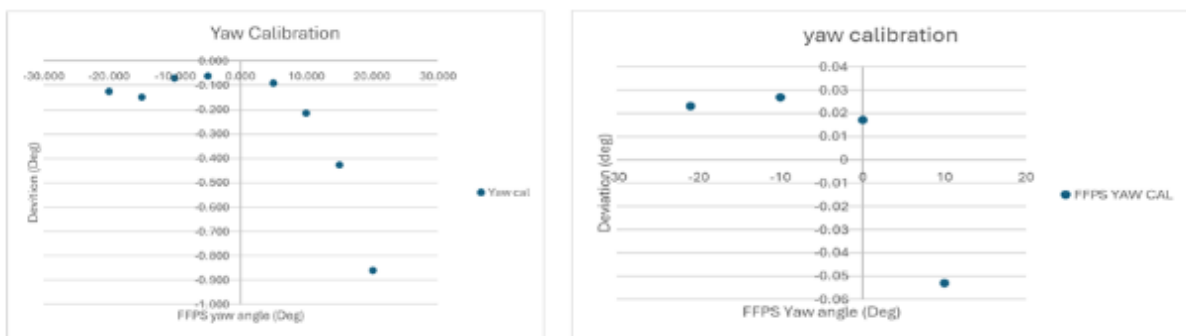 Yaw Calibration
0.000
-30.000 -20.000 -10.000 0.000 10.000 20.000 30.000
-0.100
-0.200
-0.300
-0.400
-0.500
-0.600
-0.700
-0.800
-0.900
-1.000
Devition (Deg)
FFPS yaw angle (Deg)
Yaw cal
yaw calibration
0.04
0.03
0.02
0.01
0
-30 -20 -10 0 10 20
-0.01
-0.02
-0.03
-0.04
-0.05
-0.06
Deviation (deg)
FFPS Yaw angle (Deg)
FFPS YAW CAL